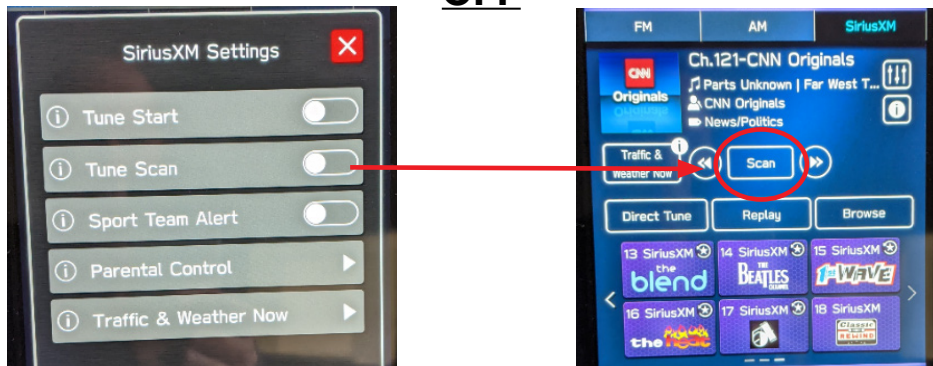 OFF
SiriusXM Settings
Tune Start
Tune Scan
Sport Team Alert
Parental Control
Traffic & Weather Now
FM
AM
SiriusXM
Ch.121-CNN Originals
CNN
Originals
Parts Unknown | Far West T...
CNN Originals
News/Politics
Traffic &
Weather Now
Scan
Direct Tune
Replay
Browse
13 SiriusXM
the
blend
14 SiriusXM
THE
BEATLES
CHANNEL
15 SiriusXM
1st WAVE
16 SiriusXM
the
17 SiriusXM
18 SiriusXM
Classic
REWIND